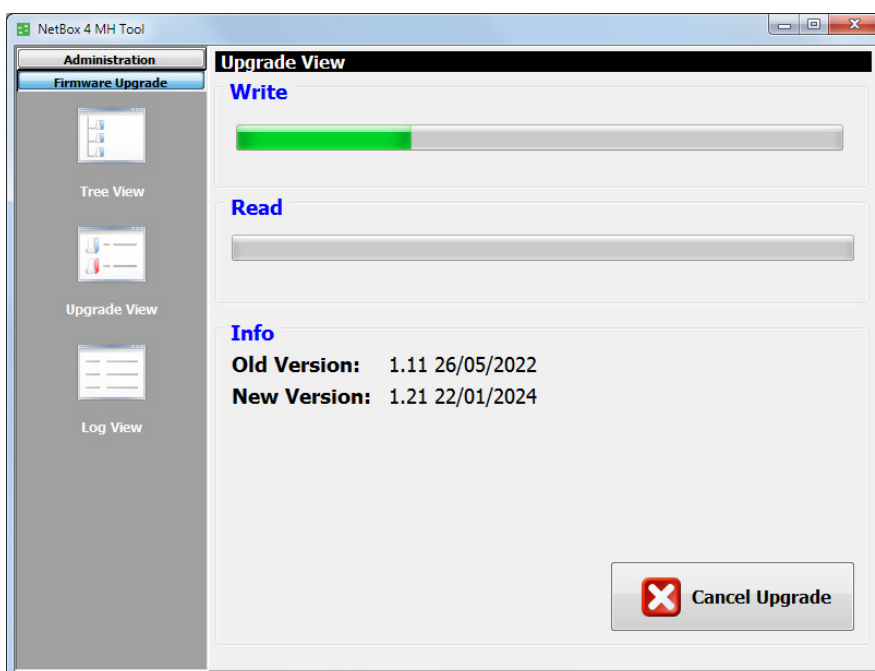 NetBox 4 MH Tool
Administration
Firmware Upgrade
Tree View
Upgrade View
Log View
Upgrade View
Write
Read
Info
Old Version: 1.11 26/05/2022
New Version: 1.21 22/01/2024
Cancel Upgrade